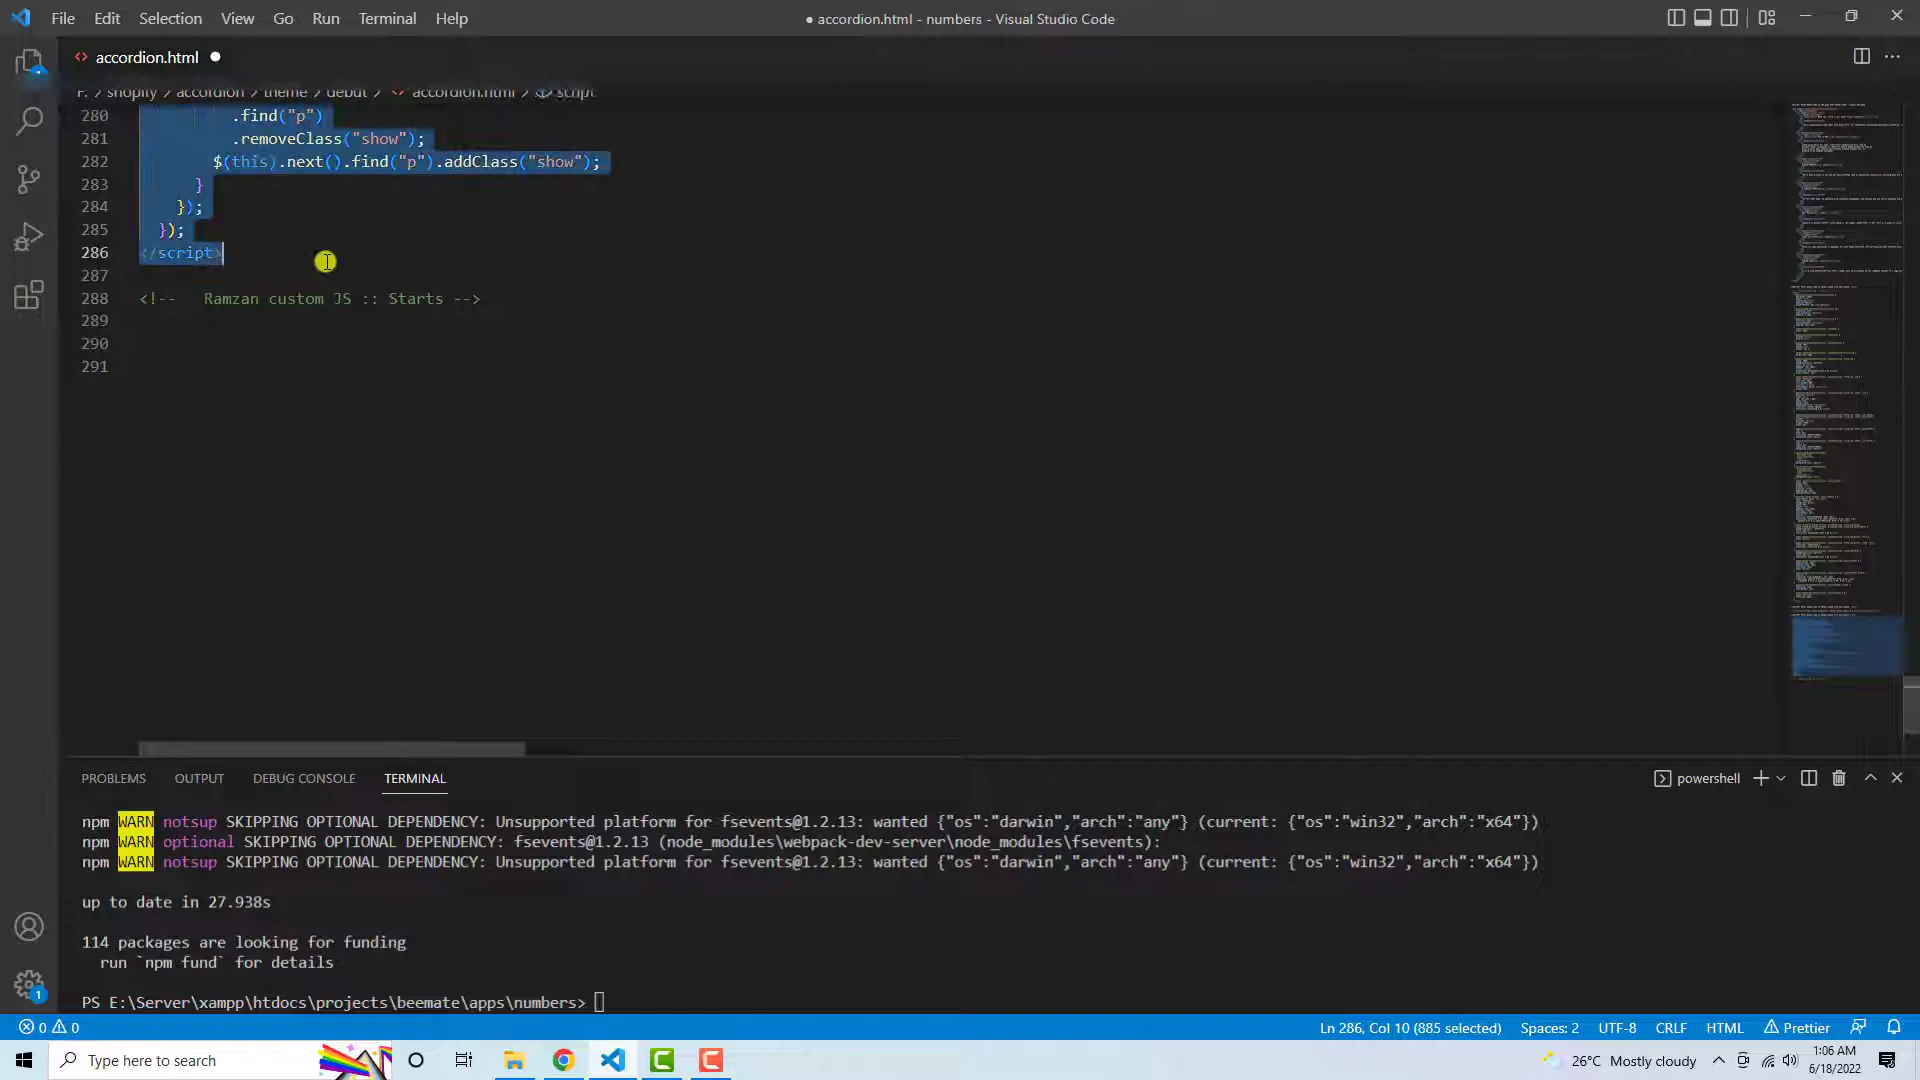 File Edit Selection View Go Run Terminal Help
● accordion.html - numbers - Visual Studio Code
accordion.html
F: > shopify > accordion > theme > debut > accordion.html > script
280 .find("p")
281 .removeClass("show");
282 $(this).next().find("p").addClass("show");
283 }
284 });
285 });
286 </script>
287
288 <!-- Ramzan custom JS :: Starts -->
289
290
291
PROBLEMS OUTPUT DEBUG CONSOLE TERMINAL
powershell
npm WARN notsup SKIPPING OPTIONAL DEPENDENCY: Unsupported platform for fsevents@1.2.13: wanted {"os":"darwin","arch":"any"} (current: {"os":"win32","arch":"x64"})
npm WARN optional SKIPPING OPTIONAL DEPENDENCY: fsevents@1.2.13 (node_modules\webpack-dev-server\node_modules\fsevents):
npm WARN notsup SKIPPING OPTIONAL DEPENDENCY: Unsupported platform for fsevents@1.2.13: wanted {"os":"darwin","arch":"any"} (current: {"os":"win32","arch":"x64"})
up to date in 27.938s
114 packages are looking for funding
run `npm fund` for details
PS E:\Server\xampp\htdocs\projects\beemate\apps\numbers>
0 0 Ln 286, Col 10 (885 selected) Spaces: 2 UTF-8 CRLF HTML Prettier
1
Type here to search
26°C Mostly cloudy
1:06 AM
6/18/2022